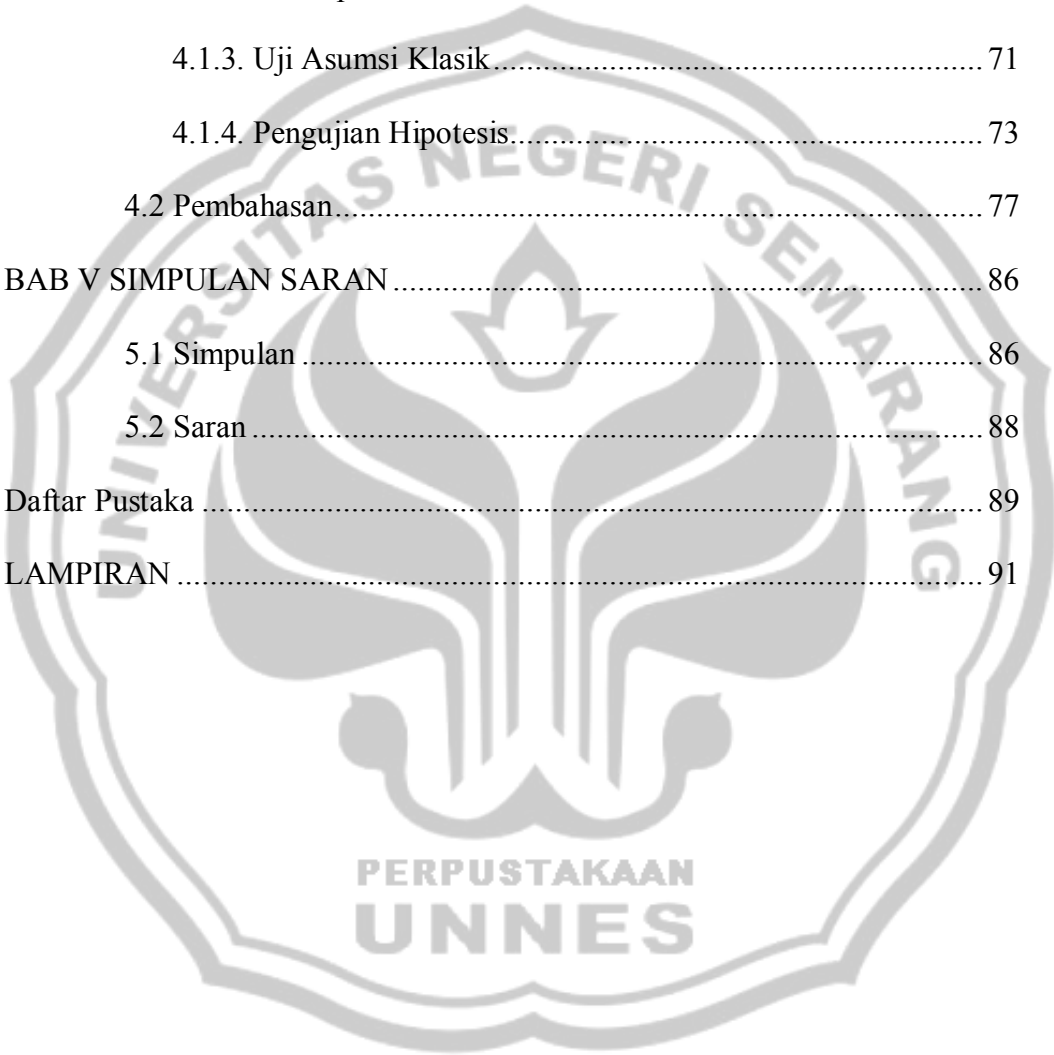 4.1.3. Uji Asumsi Klasik........................................................ 71
4.1.4. Pengujian Hipotesis...................................................... 73
4.2 Pembahasan.......................................................................... 77
BAB V SIMPULAN SARAN................................................................... 86
5.1 Simpulan.............................................................................. 86
5.2 Saran................................................................................... 88
Daftar Pustaka......................................................................................... 89
LAMPIRAN............................................................................................ 91
UNIVERSITAS NEGERI SEMARANG
PERPUSTAKAAN
UNNES